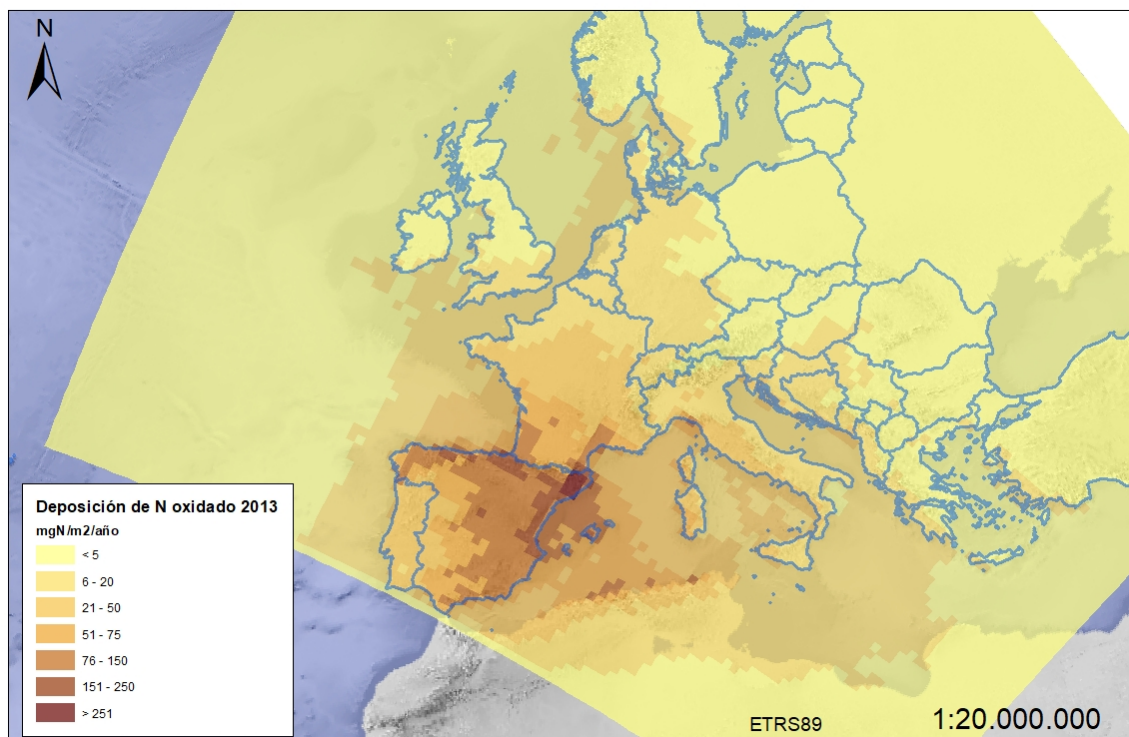 N
Deposición de N oxidado 2013
mgN/m2/año
< 5
6 - 20
21 - 50
51 - 75
76 - 150
151 - 250
> 251
ETRS89
1:20.000.000